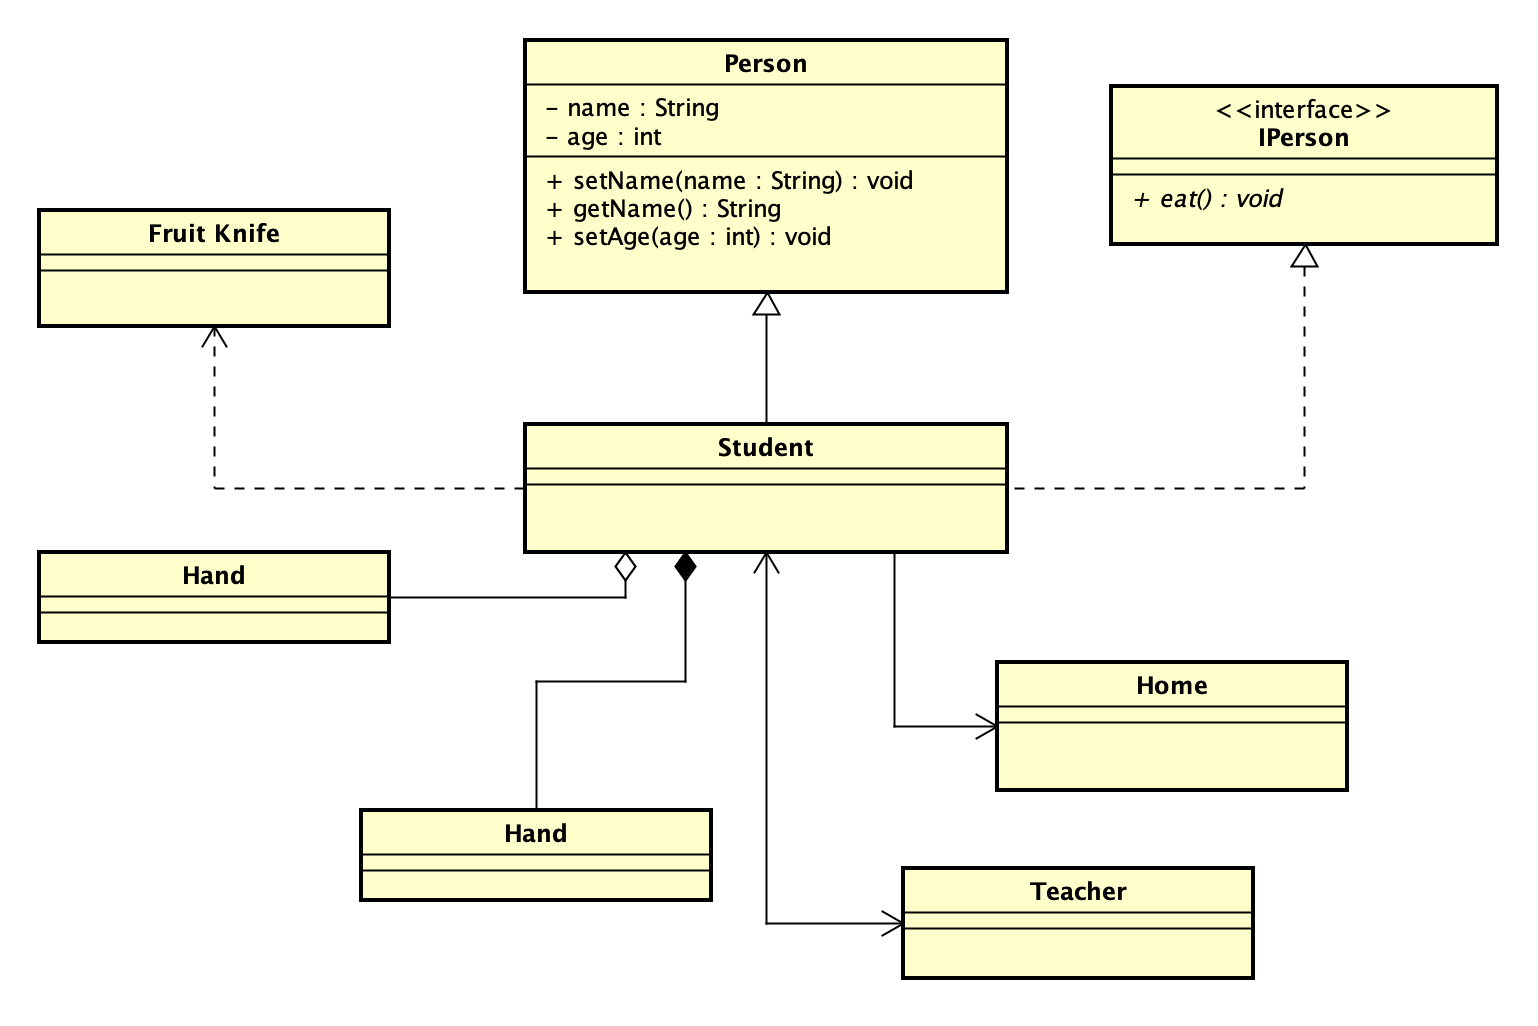 Person
- name : String
- age : int
+ setName(name : String) : void
+ getName() : String
+ setAge(age : int) : void
<<interface>>
IPerson
+ eat() : void
Fruit Knife
Student
Hand
Home
Hand
Teacher